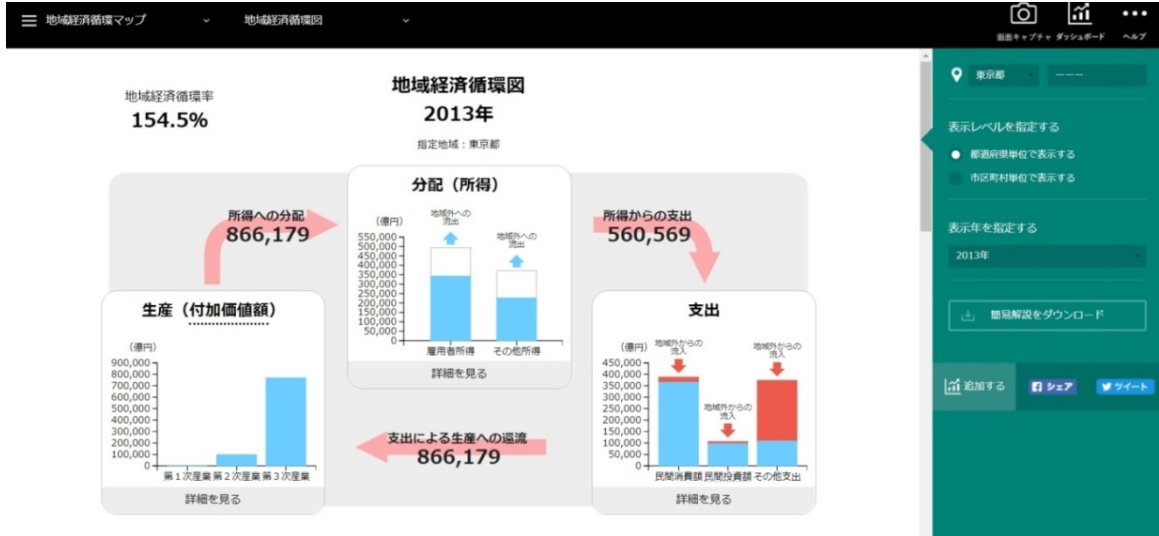 地域経済循環マップ
地域経済循環図
画面キャプチャ
ダッシュボード
ヘルプ
地域経済循環率
154.5%
地域経済循環図
2013年
指定地域：東京都
所得への分配
866,179
分配（所得）
（億円）
地域外への
流出
地域外への
流出
550,000
500,000
450,000
400,000
350,000
300,000
250,000
200,000
150,000
100,000
50,000
0
雇用者所得
その他所得
詳細を見る
所得からの支出
560,569
生産（付加価値額）
（億円）
900,000
800,000
700,000
600,000
500,000
400,000
300,000
200,000
100,000
0
第１次産業
第２次産業
第３次産業
詳細を見る
支出による生産への還流
866,179
支出
（億円）
地域外からの
流入
地域外からの
流入
地域外からの
流入
450,000
400,000
350,000
300,000
250,000
200,000
150,000
100,000
50,000
0
民間消費額
民間投資額
その他支出
詳細を見る
東京都
---
表示レベルを指定する
都道府県単位で表示する
市区町村単位で表示する
表示年を指定する
2013年
簡易解説をダウンロード
追加する
シェア
ツイート